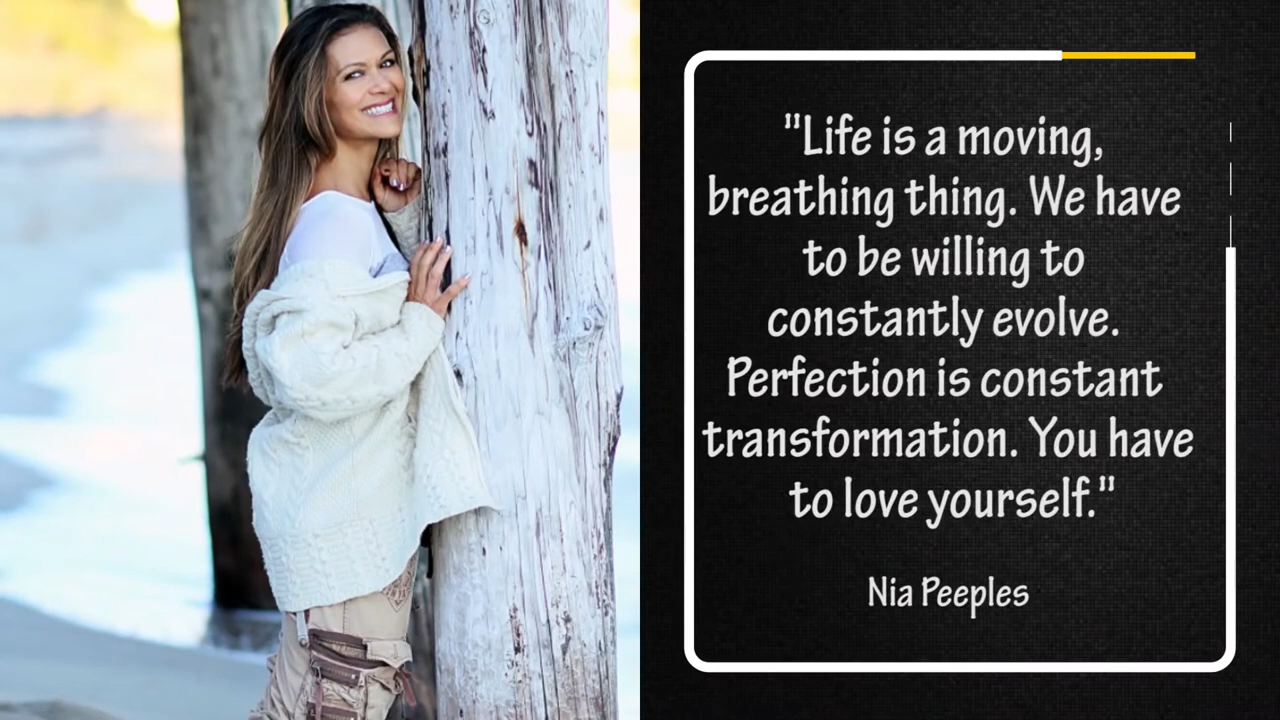 "Life is a moving,
breathing thing. We have
to be willing to
constantly evolve.
Perfection is constant
transformation. You have
to love yourself."
Nia Peeples